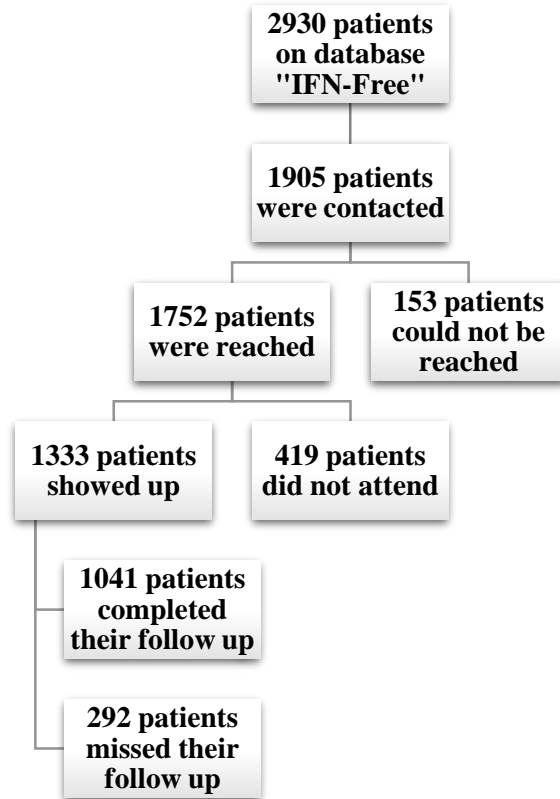 2930 patients
on database
"IFN-Free"
1905 patients
were contacted
1752 patients
were reached
153 patients
could not be
reached
1333 patients
showed up
419 patients
did not attend
1041 patients
completed
their follow up
292 patients
missed their
follow up